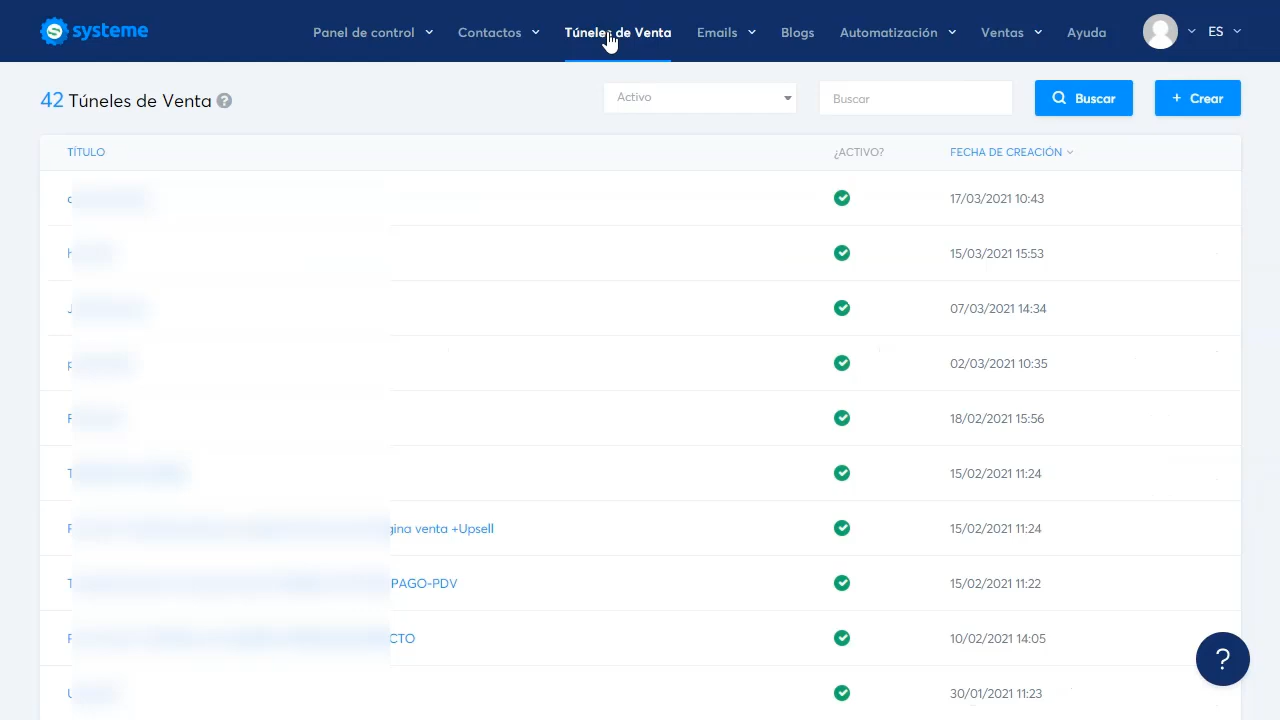 systeme
Panel de control Contactos Túneles de Venta Emails Blogs Automatización Ventas Ayuda ES
42 Túneles de Venta ?
Activo Buscar Buscar + Crear
TÍTULO ¿ACTIVO? FECHA DE CREACIÓN
17/03/2021 10:43
15/03/2021 15:53
07/03/2021 14:34
02/03/2021 10:35
18/02/2021 15:56
15/02/2021 11:24
venta +Upsell 15/02/2021 11:24
PAGO-PDV 15/02/2021 11:22
10/02/2021 14:05
?
30/01/2021 11:23